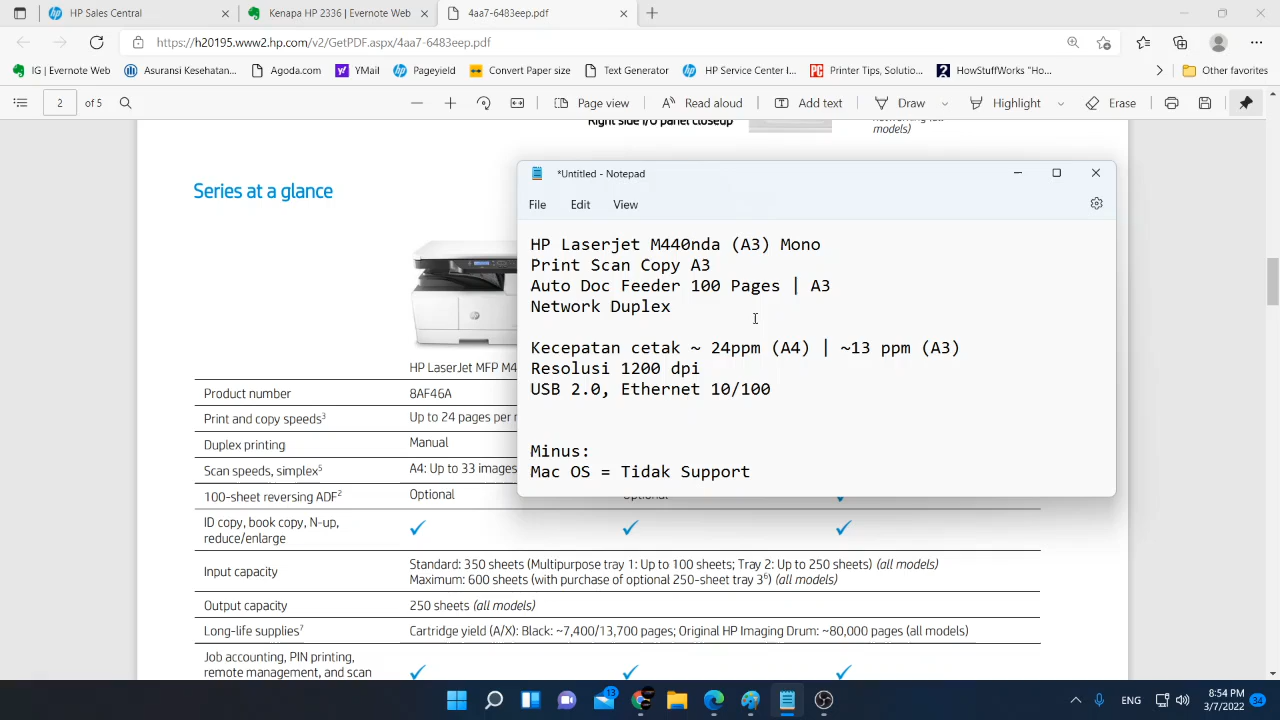 HP Sales Central
Kenapa HP 2336 | Evernote Web
4aa7-6483eep.pdf
https://h20195.www2.hp.com/v2/GetPDF.aspx/4aa7-6483eep.pdf
IG | Evernote Web
Asuransi Kesehatan...
Agoda.com
YMail
Pageyield
Convert Paper size
Text Generator
HP Service Center I...
Printer Tips, Solutio...
HowStuffWorks "Ho...
Other favorites
2 of 5
Page view
Read aloud
Add text
Draw
Highlight
Erase
Right side I/O panel closeup
models)
Series at a glance
*Untitled - Notepad
File Edit View
HP Laserjet M440nda (A3) Mono
Print Scan Copy A3
Auto Doc Feeder 100 Pages | A3
Network Duplex
Kecepatan cetak ~ 24ppm (A4) | ~13 ppm (A3)
Resolusi 1200 dpi
USB 2.0, Ethernet 10/100
Minus:
Mac OS = Tidak Support
HP LaserJet MFP M4
Product number 8AF46A
Print and copy speeds3 Up to 24 pages per
Duplex printing Manual
Scan speeds, simplex5 A4: Up to 33 images
100-sheet reversing ADF2 Optional Optional
ID copy, book copy, N-up,
reduce/enlarge
Input capacity
Standard: 350 sheets (Multipurpose tray 1: Up to 100 sheets; Tray 2: Up to 250 sheets) (all models)
Maximum: 600 sheets (with purchase of optional 250-sheet tray 36) (all models)
Output capacity 250 sheets (all models)
Long-life supplies7 Cartridge yield (A/X): Black: ~7,400/13,700 pages; Original HP Imaging Drum: ~80,000 pages (all models)
Job accounting, PIN printing,
remote management, and scan
13
ENG
8:54 PM
3/7/2022
34